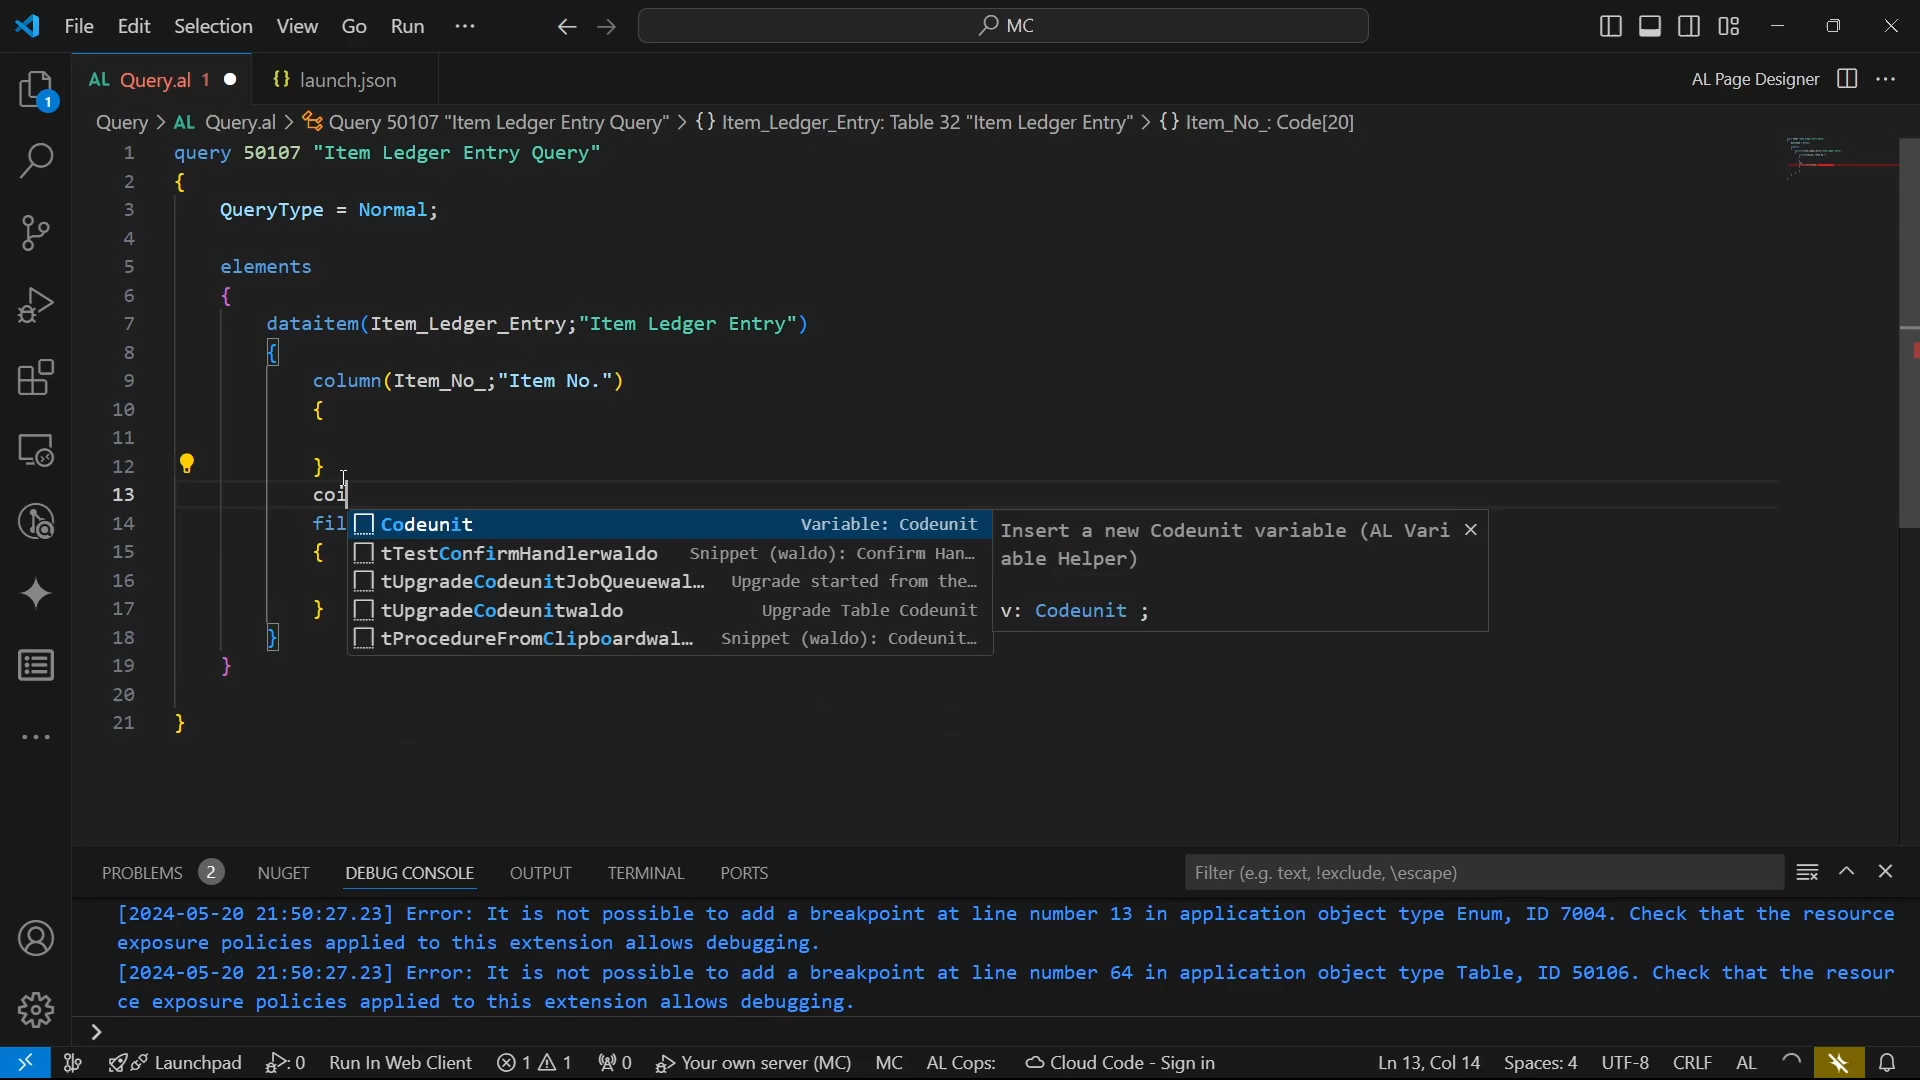 File Edit Selection View Go Run ··· MC
AL Query.al 1 launch.json AL Page Designer
Query > AL Query.al > Query 50107 "Item Ledger Entry Query" > {} Item_Ledger_Entry: Table 32 "Item Ledger Entry" > {} Item_No_: Code[20]
1 query 50107 "Item Ledger Entry Query"
2 {
3 QueryType = Normal;
4
5 elements
6 {
7 dataitem(Item_Ledger_Entry;"Item Ledger Entry")
8 {
9 column(Item_No_;"Item No.")
10 {
11
12 }
13 coi
14 fil
15 {
16
17 }
18 }
19 }
20
21 }
Codeunit Variable: Codeunit
tTestConfirmHandlerwaldo Snippet (waldo): Confirm Han…
tUpgradeCodeunitJobQueuewal… Upgrade started from the…
tUpgradeCodeunitwaldo Upgrade Table Codeunit
tProcedureFromClipboardwal… Snippet (waldo): Codeunit…
Insert a new Codeunit variable (AL Vari
able Helper)
v: Codeunit ;
PROBLEMS 2 NUGET DEBUG CONSOLE OUTPUT TERMINAL PORTS Filter (e.g. text, !exclude, \escape)
[2024-05-20 21:50:27.23] Error: It is not possible to add a breakpoint at line number 13 in application object type Enum, ID 7004. Check that the resource
exposure policies applied to this extension allows debugging.
[2024-05-20 21:50:27.23] Error: It is not possible to add a breakpoint at line number 64 in application object type Table, ID 50106. Check that the resour
ce exposure policies applied to this extension allows debugging.
>
Launchpad : 0 Run In Web Client 1 1 0 Your own server (MC) MC AL Cops: Cloud Code - Sign in Ln 13, Col 14 Spaces: 4 UTF-8 CRLF AL